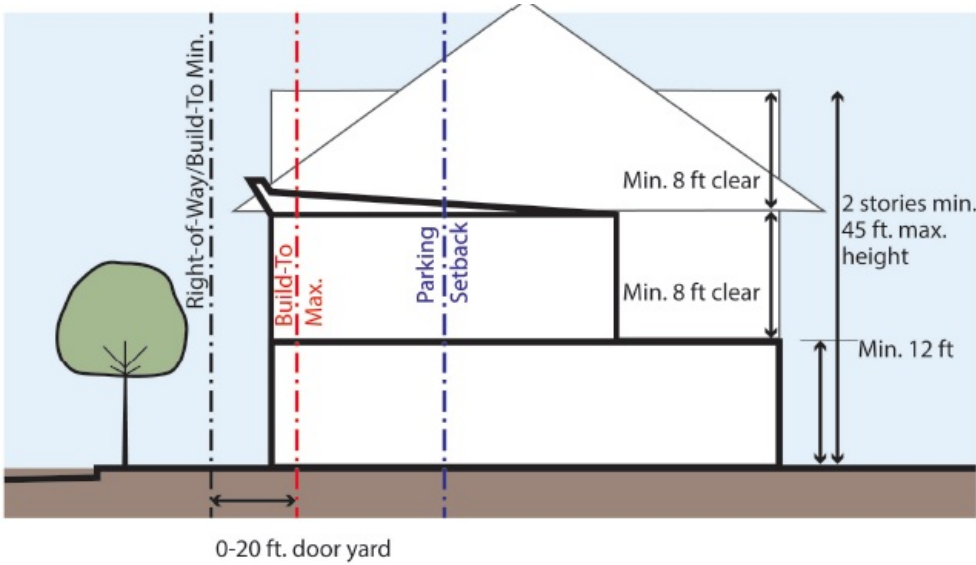 Right-of-Way/Build-To Min.
Min. 8 ft clear
2 stories min.
45 ft. max.
height
Build-To
Max.
Parking
Setback
Min. 8 ft clear
Min. 12 ft
0-20 ft. door yard